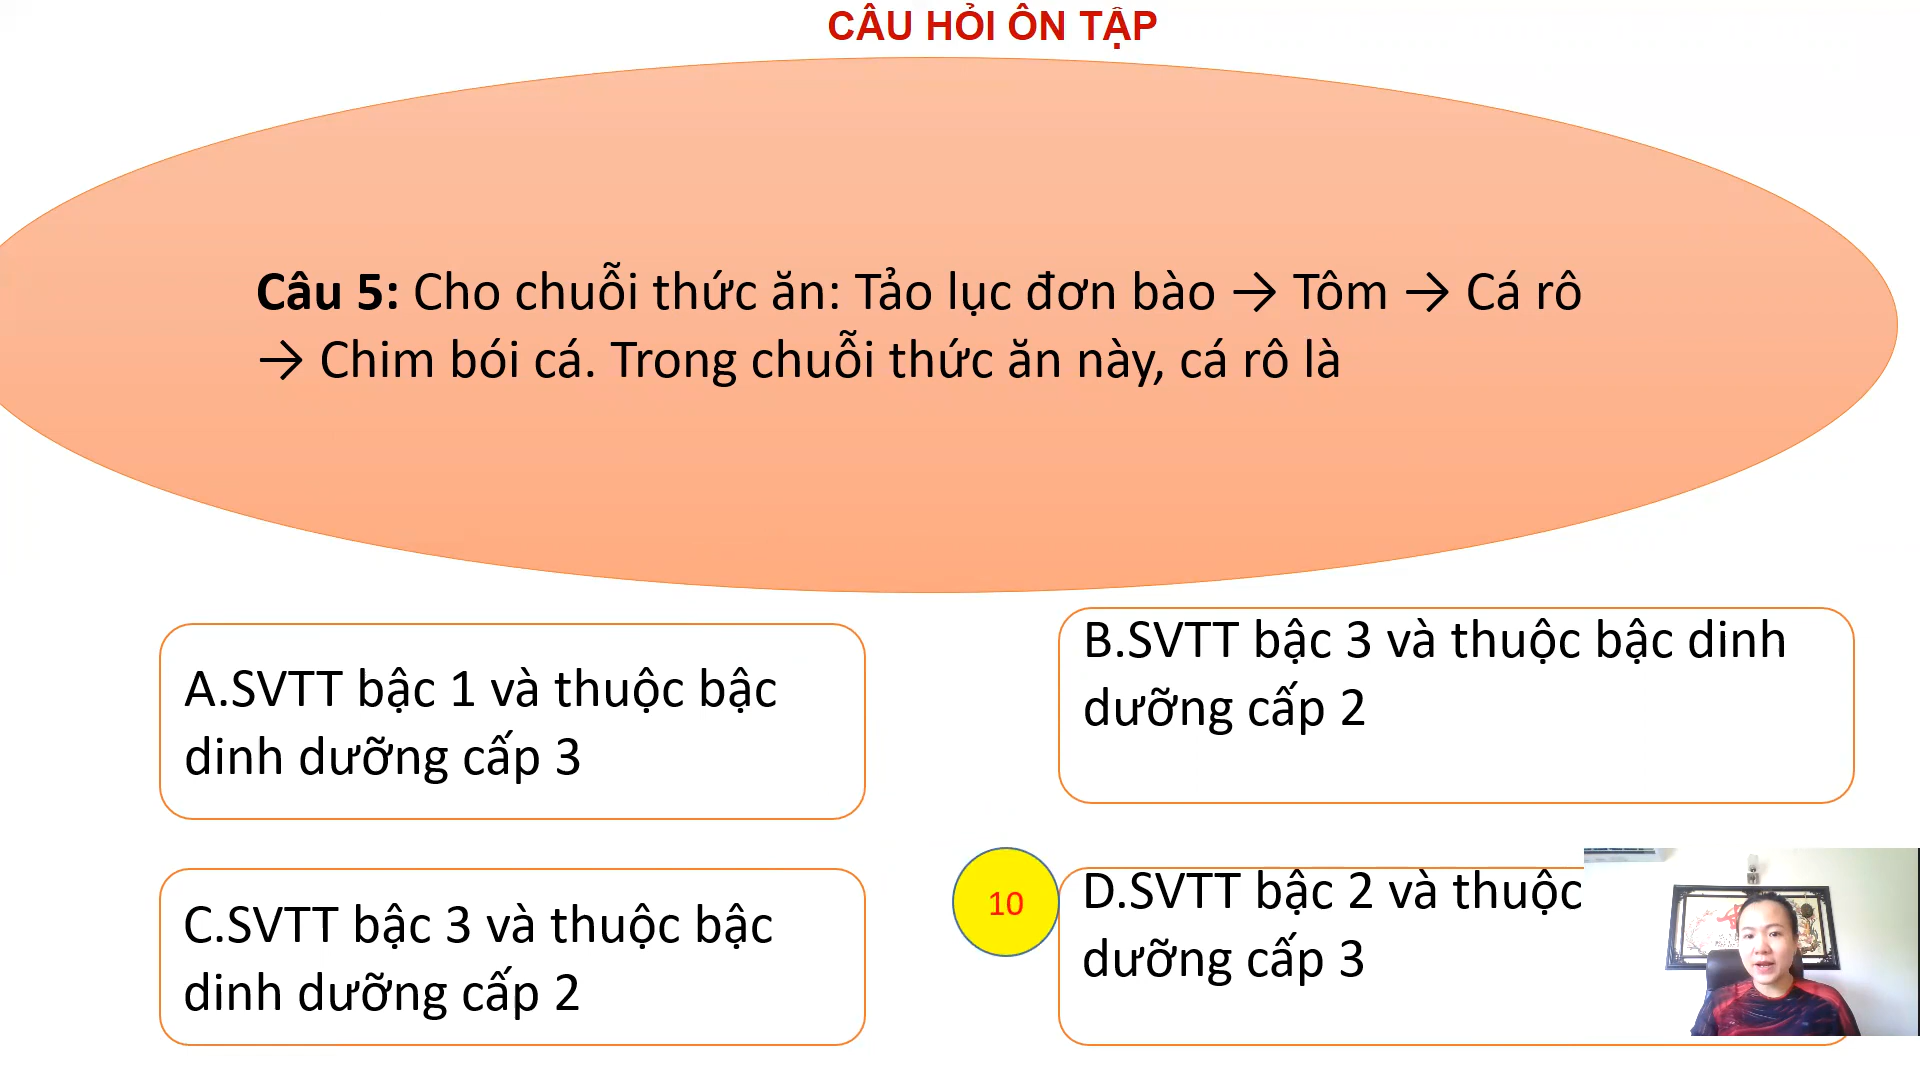 CÂU HỎI ÔN TẬP
Câu 5: Cho chuỗi thức ăn: Tảo lục đơn bào → Tôm → Cá rô
→ Chim bói cá. Trong chuỗi thức ăn này, cá rô là
A.SVTT bậc 1 và thuộc bậc
dinh dưỡng cấp 3
B.SVTT bậc 3 và thuộc bậc dinh
dưỡng cấp 2
C.SVTT bậc 3 và thuộc bậc
dinh dưỡng cấp 2
10
D.SVTT bậc 2 và thuộc
dưỡng cấp 3